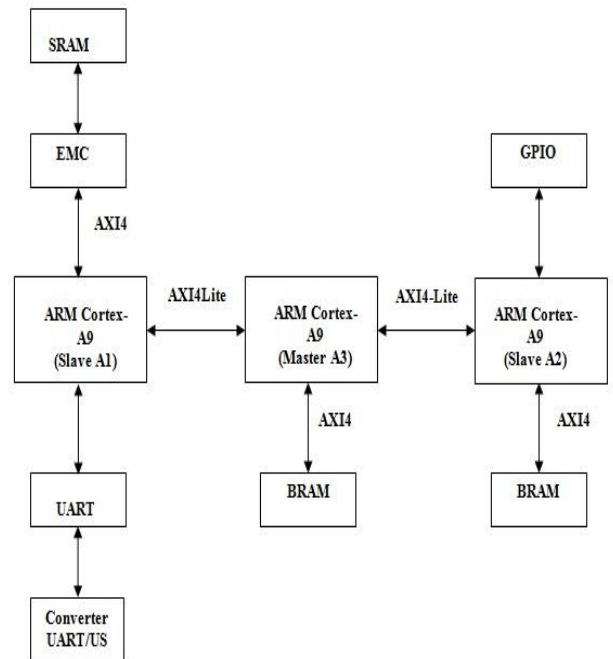 SRAM
EMC
GPIO
AXI4
ARM Cortex-
A9
(Slave A1)
AXI4Lite
ARM Cortex-
A9
(Master A3)
AXI4-Lite
ARM Cortex-
A9
(Slave A2)
AXI4
AXI4
UART
BRAM
BRAM
Converter
UART/US